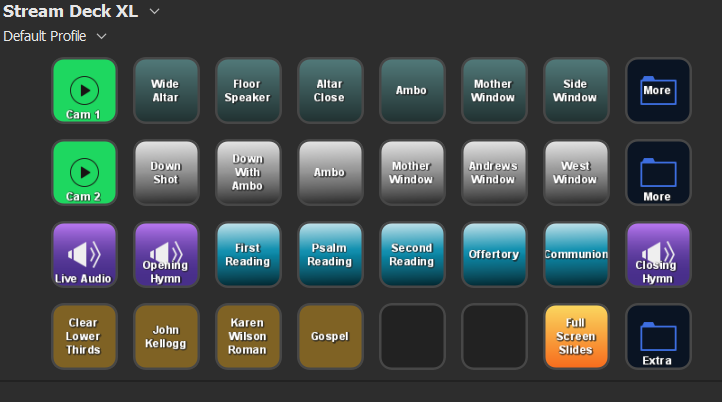 Stream Deck XL
Default Profile
Cam 1
Wide
Altar
Floor
Speaker
Altar
Close
Ambo
Mother
Window
Side
Window
More
Cam 2
Down
Shot
Down
With
Ambo
Ambo
Mother
Window
Andrews
Window
West
Window
More
Live Audio
Opening
Hymn
First
Reading
Psalm
Reading
Second
Reading
Offertory
Communion
Closing
Hymn
Clear
Lower
Thirds
John
Kellogg
Karen
Wilson
Roman
Gospel
Full
Screen
Slides
Extra